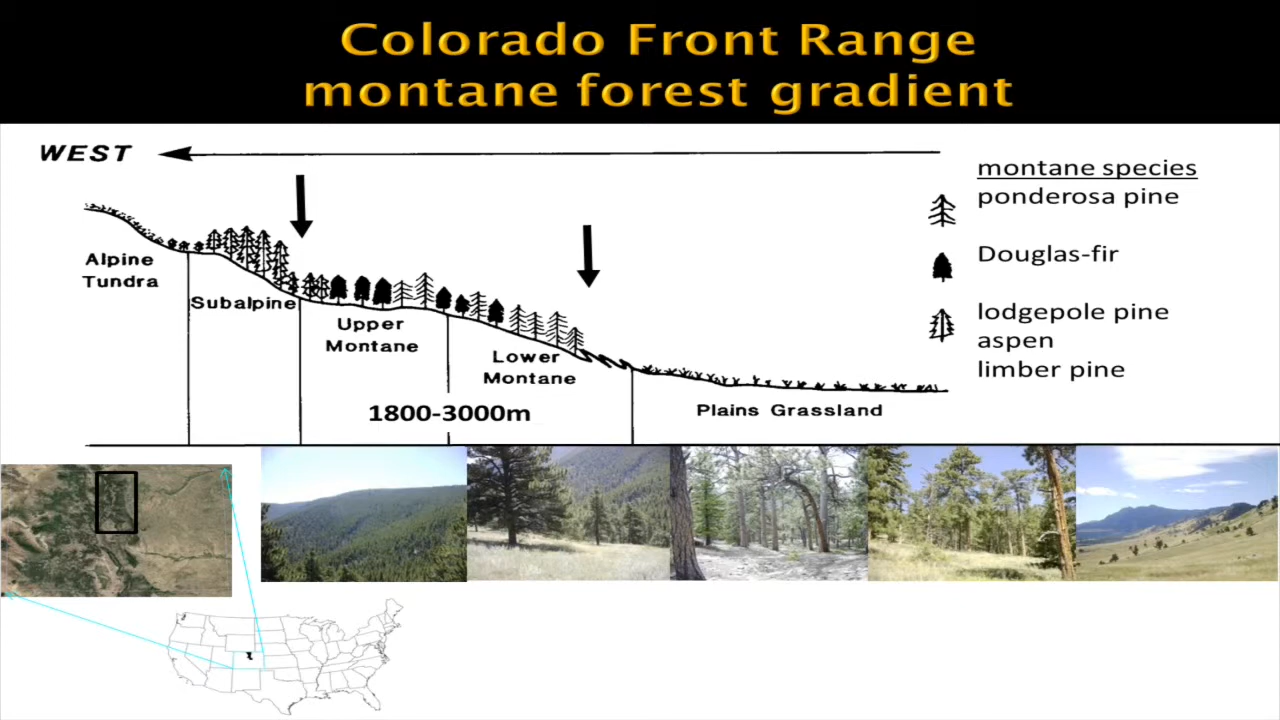 Colorado Front Range
montane forest gradient
WEST
montane species
ponderosa pine
Douglas-fir
lodgepole pine
aspen
limber pine
Alpine
Tundra
Subalpine
Upper
Montane
Lower
Montane
1800-3000m
Plains Grassland